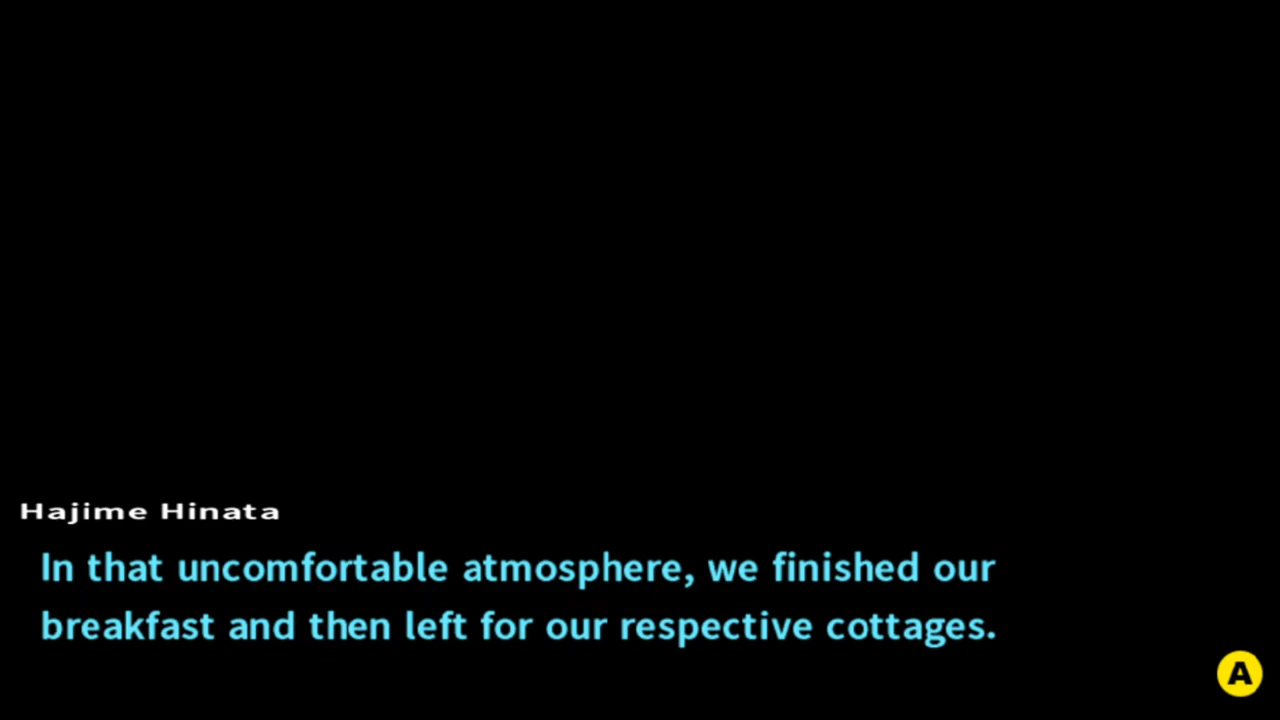 Hajime Hinata
In that uncomfortable atmosphere, we finished our
breakfast and then left for our respective cottages.
A